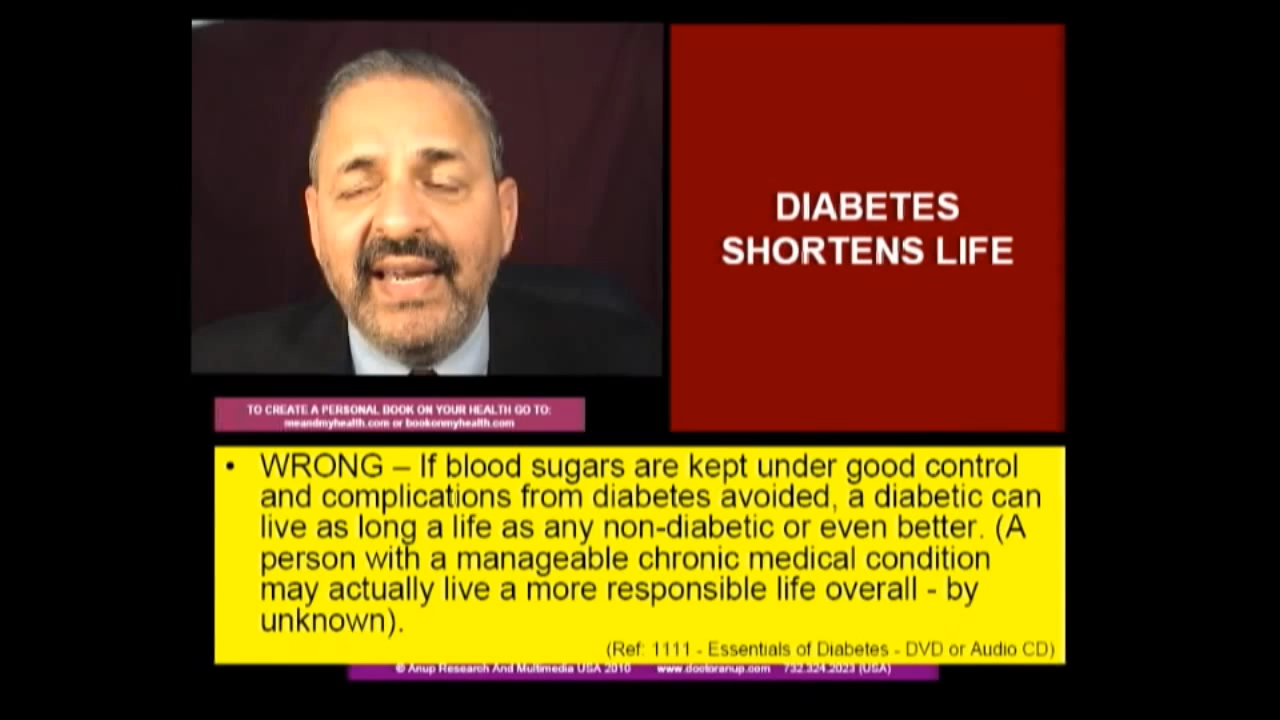 DIABETES
SHORTENS LIFE
TO CREATE A PERSONAL BOOK ON YOUR HEALTH GO TO:
meandmyhealth.com or bookonmyhealth.com
• WRONG – If blood sugars are kept under good control
and complications from diabetes avoided, a diabetic can
live as long a life as any non-diabetic or even better. (A
person with a manageable chronic medical condition
may actually live a more responsible life overall - by
unknown).
(Ref: 1111 - Essentials of Diabetes - DVD or Audio CD)
© Anup Research And Multimedia USA 2010 www.doctoranup.com 732.324.2023 (USA)